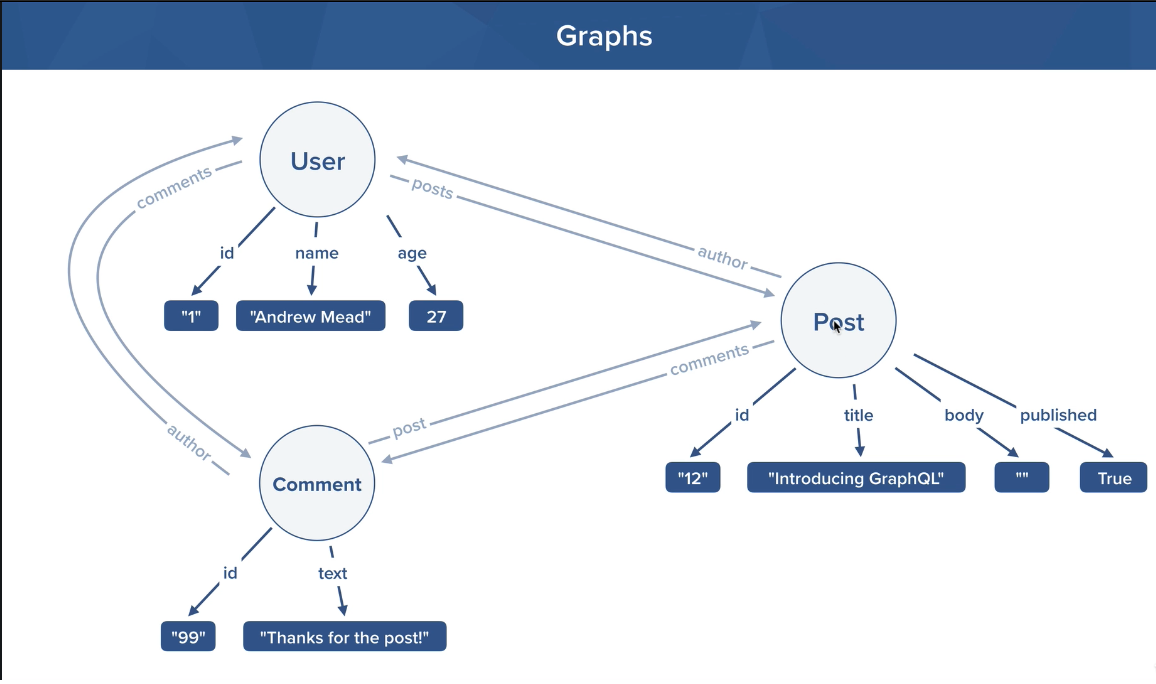 Graphs
User
comments
posts
id
name
age
author
"1"
"Andrew Mead"
27
Post
comments
post
author
id
title
body
published
"12"
"Introducing GraphQL"
""
True
Comment
id
text
"99"
"Thanks for the post!"